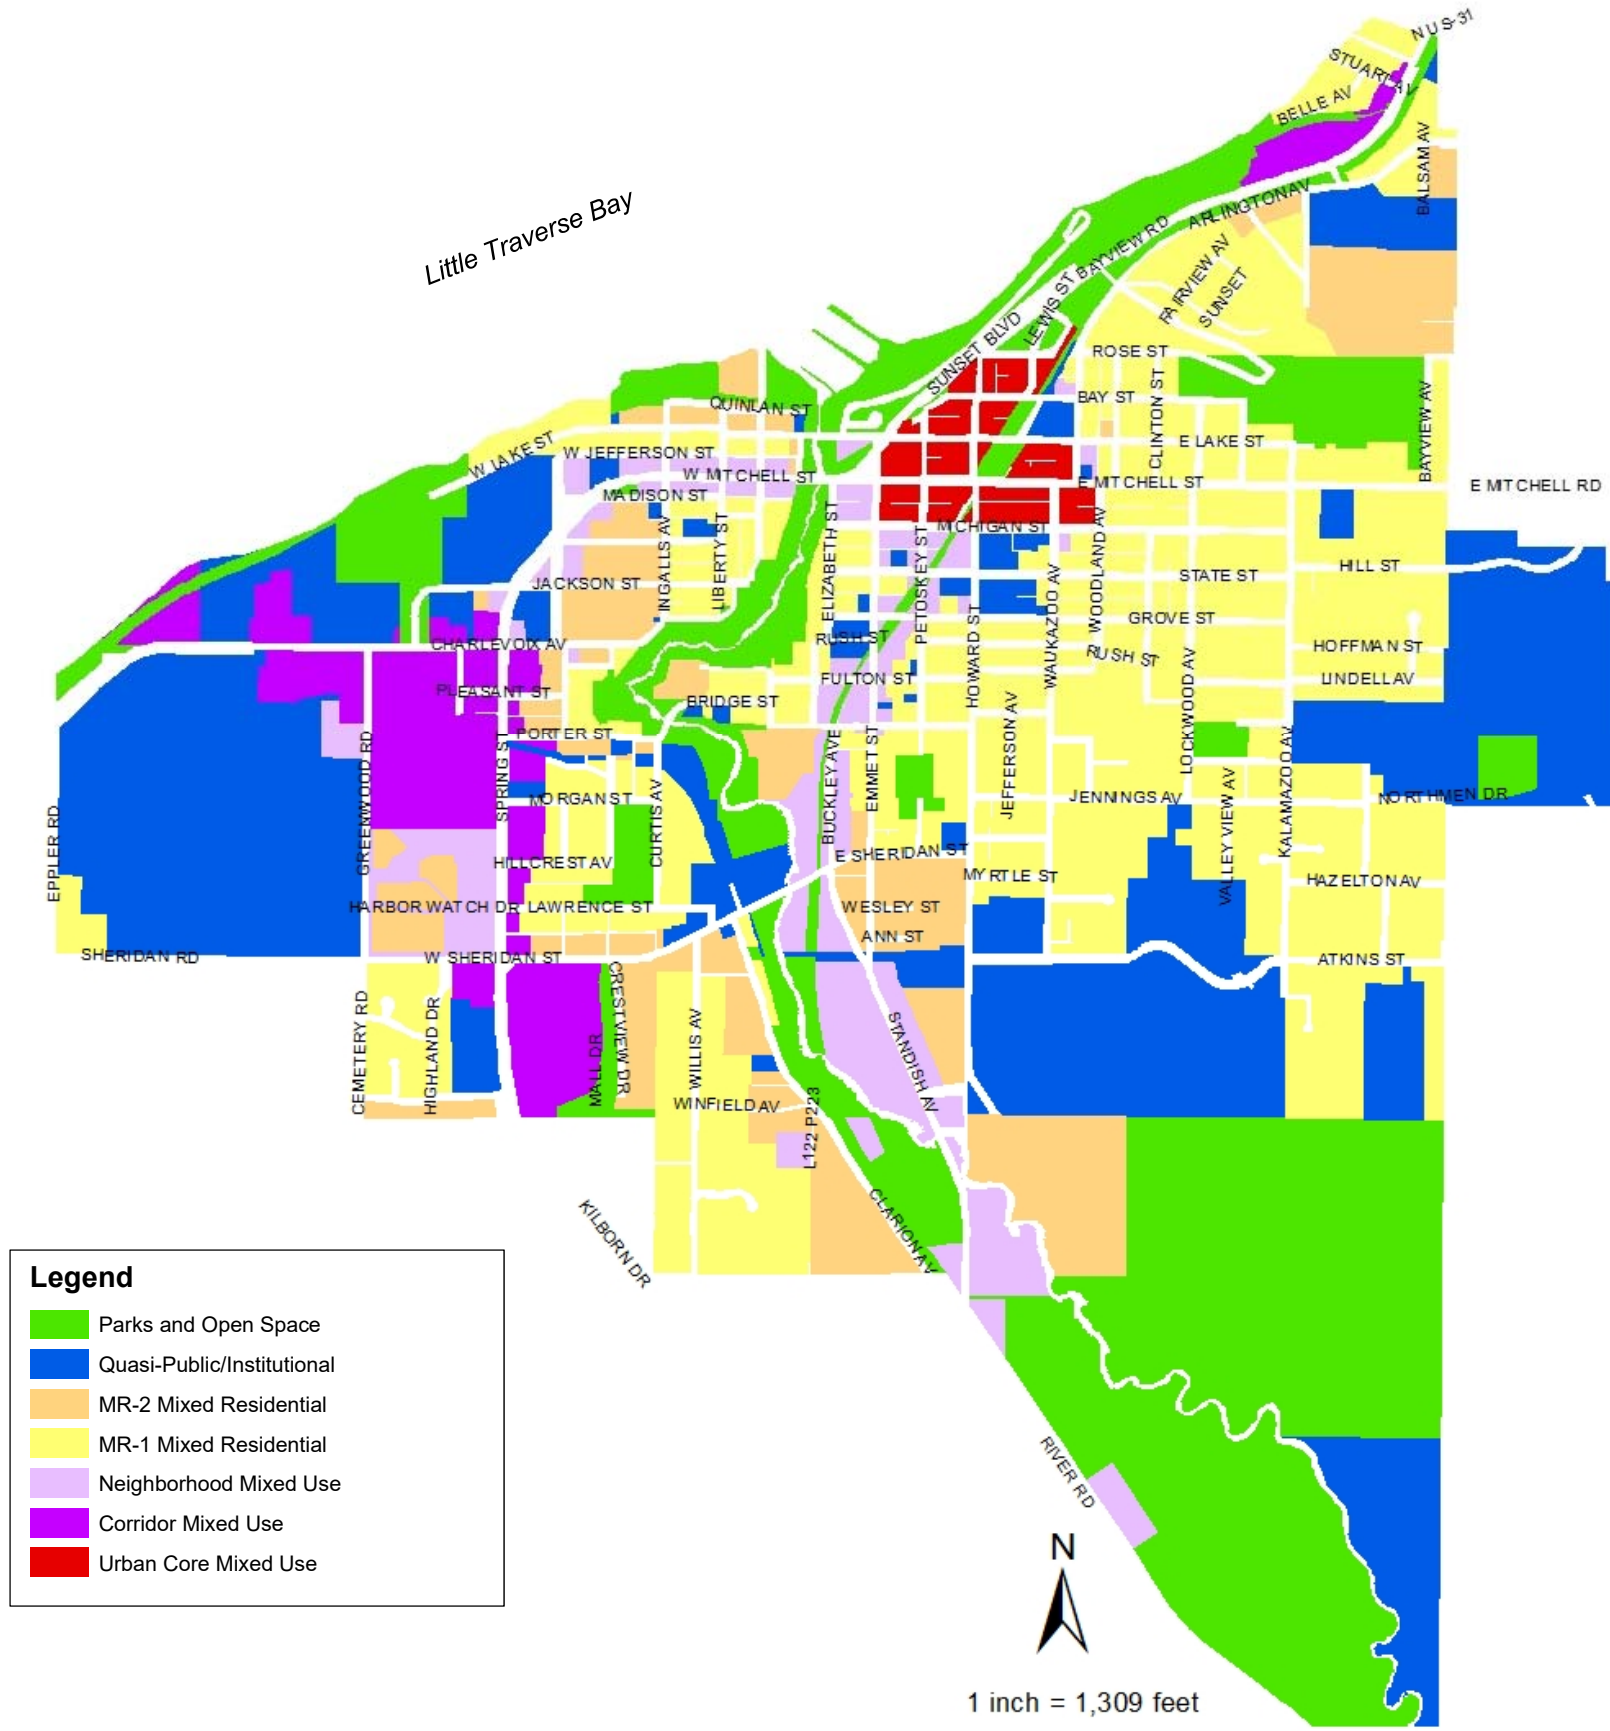 N US-31
STUART AV
BELLE AV
BALSAM AV
ARLINGTON AV
Little Traverse Bay
BAYVIEW RD
FAIRVIEW AV
SUNSET
LEWIS ST
SUNSET BLVD
ROSE ST
CLINTON ST
BAY ST
BAYVIEW AV
QUINLAN ST
E LAKE ST
W LAKE ST
W JEFFERSON ST
W MITCHELL ST
E MITCHELL ST
E MITCHELL RD
MADISON ST
MICHIGAN ST
INGALLS AV
LIBERTY ST
ELIZABETH ST
PETOSKEY ST
WOODLAND AV
HILL ST
JACKSON ST
STATE ST
WAUKAZOO AV
HOWARD ST
GROVE ST
CHARLEVOIX AV
RUSH ST
RUSH ST
HOFFMAN ST
FULTON ST
LINDELL AV
PLEASANT ST
BRIDGE ST
JEFFERSON AV
LOCKWOOD AV
PORTER ST
GREENWOOD RD
SPRING ST
BUCKLEY AVE
EMMET ST
KALAMAZOO AV
VALLEY VIEW AV
MORGAN ST
JENNINGS AV
NORTHMEN DR
CURTIS AV
EPPLER RD
HILLCREST AV
E SHERIDAN ST
MYRTLE ST
HAZELTON AV
HARBOR WATCH DR
LAWRENCE ST
WESLEY ST
ANN ST
SHERIDAN RD
W SHERIDAN ST
ATKINS ST
CEMETERY RD
HIGHLAND DR
MALL DR
CRESTVIEW DR
WILLIS AV
STANDISH AV
WINFIELD AV
L122 P223
KILBORN DR
CLARION AV
RIVER RD
Legend
Parks and Open Space
Quasi-Public/Institutional
MR-2 Mixed Residential
MR-1 Mixed Residential
Neighborhood Mixed Use
Corridor Mixed Use
Urban Core Mixed Use
N
1 inch = 1,309 feet